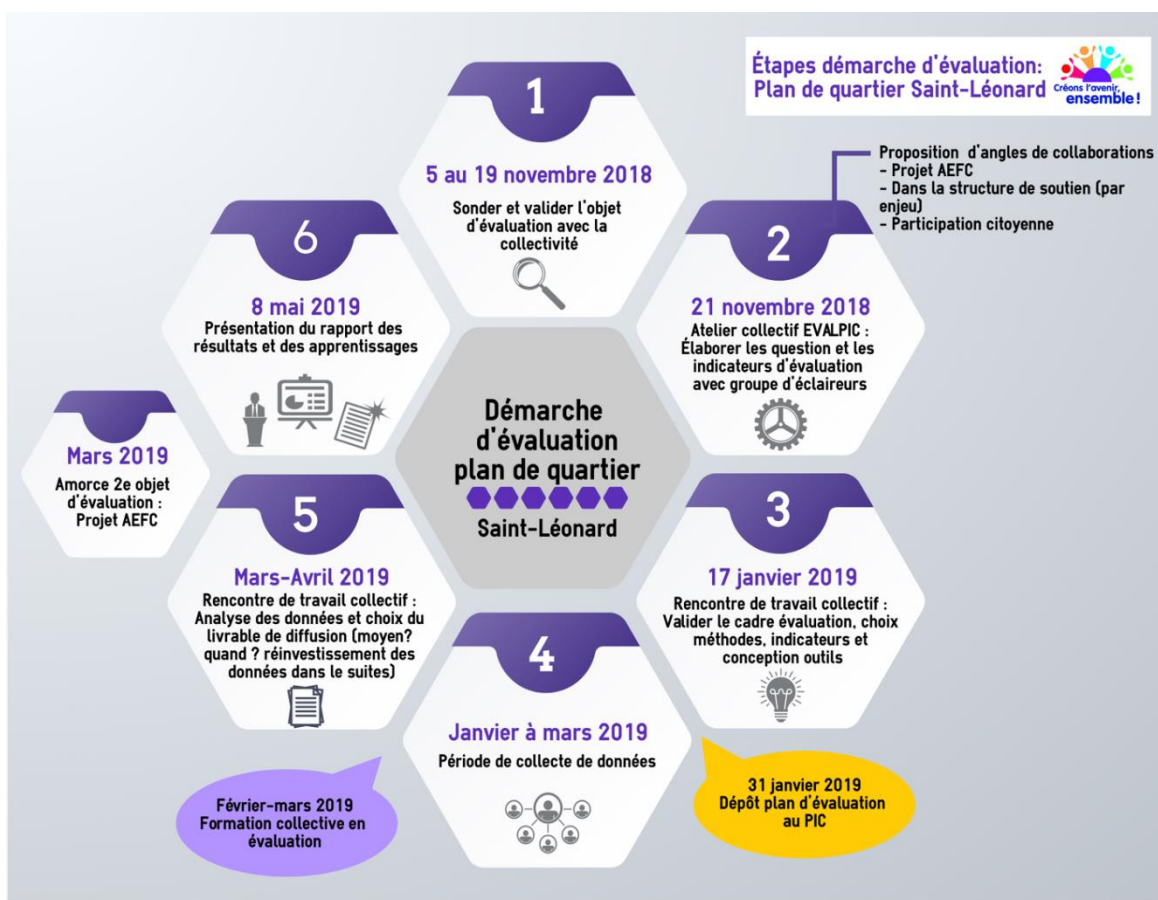 Étapes démarche d'évaluation:
Plan de quartier Saint-Léonard
Créons l'avenir,
ensemble !
1
5 au 19 novembre 2018
Sonder et valider l'objet
d'évaluation avec la
collectivité
Proposition d'angles de collaborations
- Projet AEFC
- Dans la structure de soutien (par
enjeu)
- Participation citoyenne
2
21 novembre 2018
Atelier collectif EVALPIC :
Élaborer les question et les
indicateurs d'évaluation
avec groupe d'éclaireurs
3
17 janvier 2019
Rencontre de travail collectif :
Valider le cadre évaluation, choix
méthodes, indicateurs et
conception outils
31 janvier 2019
Dépôt plan d'évaluation
au PIC
4
Janvier à mars 2019
Période de collecte de données
Février-mars 2019
Formation collective en
évaluation
5
Mars-Avril 2019
Rencontre de travail collectif :
Analyse des données et choix du
livrable de diffusion (moyen?
quand ? réinvestissement des
données dans le suites)
Mars 2019
Amorce 2e objet
d'évaluation :
Projet AEFC
6
8 mai 2019
Présentation du rapport des
résultats et des apprentissages
Démarche
d'évaluation
plan de quartier
Saint-Léonard